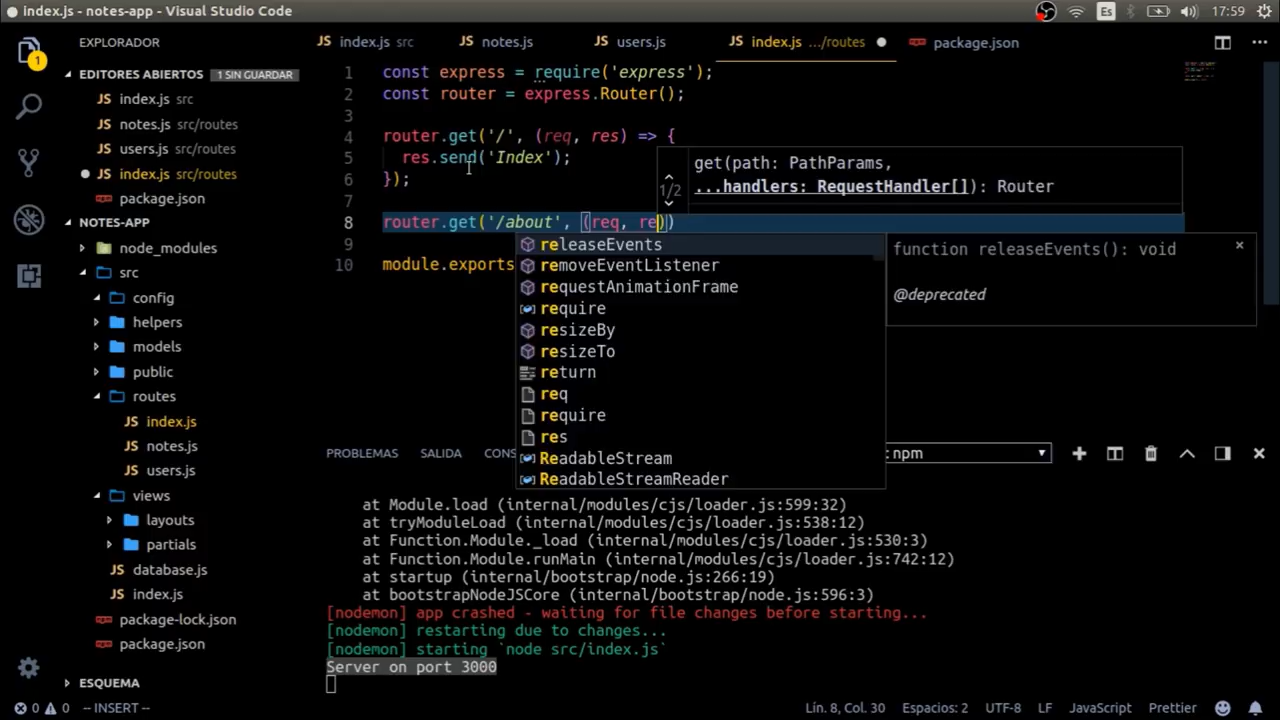 index.js - notes-app - Visual Studio Code
Es
17:59
EXPLORADOR
index.js src
notes.js
users.js
index.js .../routes
package.json
1
EDITORES ABIERTOS 1 SIN GUARDAR
JS index.js src
JS notes.js src/routes
JS users.js src/routes
JS index.js src/routes
package.json
NOTES-APP
node_modules
src
config
helpers
models
public
routes
JS index.js
JS notes.js
JS users.js
views
layouts
partials
JS database.js
JS index.js
package-lock.json
package.json
ESQUEMA
1 const express = require('express');
2 const router = express.Router();
3
4 router.get('/', (req, res) => {
5 res.send('Index');
6 });
7
8 router.get('/about', (req, re))
9
10 module.exports
1/2
get(path: PathParams,
...handlers: RequestHandler[]): Router
releaseEvents
removeEventListener
requestAnimationFrame
require
resizeBy
resizeTo
return
req
require
res
ReadableStream
ReadableStreamReader
function releaseEvents(): void
@deprecated
PROBLEMAS SALIDA CONS
: npm
at Module.load (internal/modules/cjs/loader.js:599:32)
at tryModuleLoad (internal/modules/cjs/loader.js:538:12)
at Function.Module._load (internal/modules/cjs/loader.js:530:3)
at Function.Module.runMain (internal/modules/cjs/loader.js:742:12)
at startup (internal/bootstrap/node.js:266:19)
at bootstrapNodeJSCore (internal/bootstrap/node.js:596:3)
[nodemon] app crashed - waiting for file changes before starting...
[nodemon] restarting due to changes...
[nodemon] starting `node src/index.js`
Server on port 3000
0 0 -- INSERT --
Lín. 8, Col. 30 Espacios: 2 UTF-8 LF JavaScript Prettier